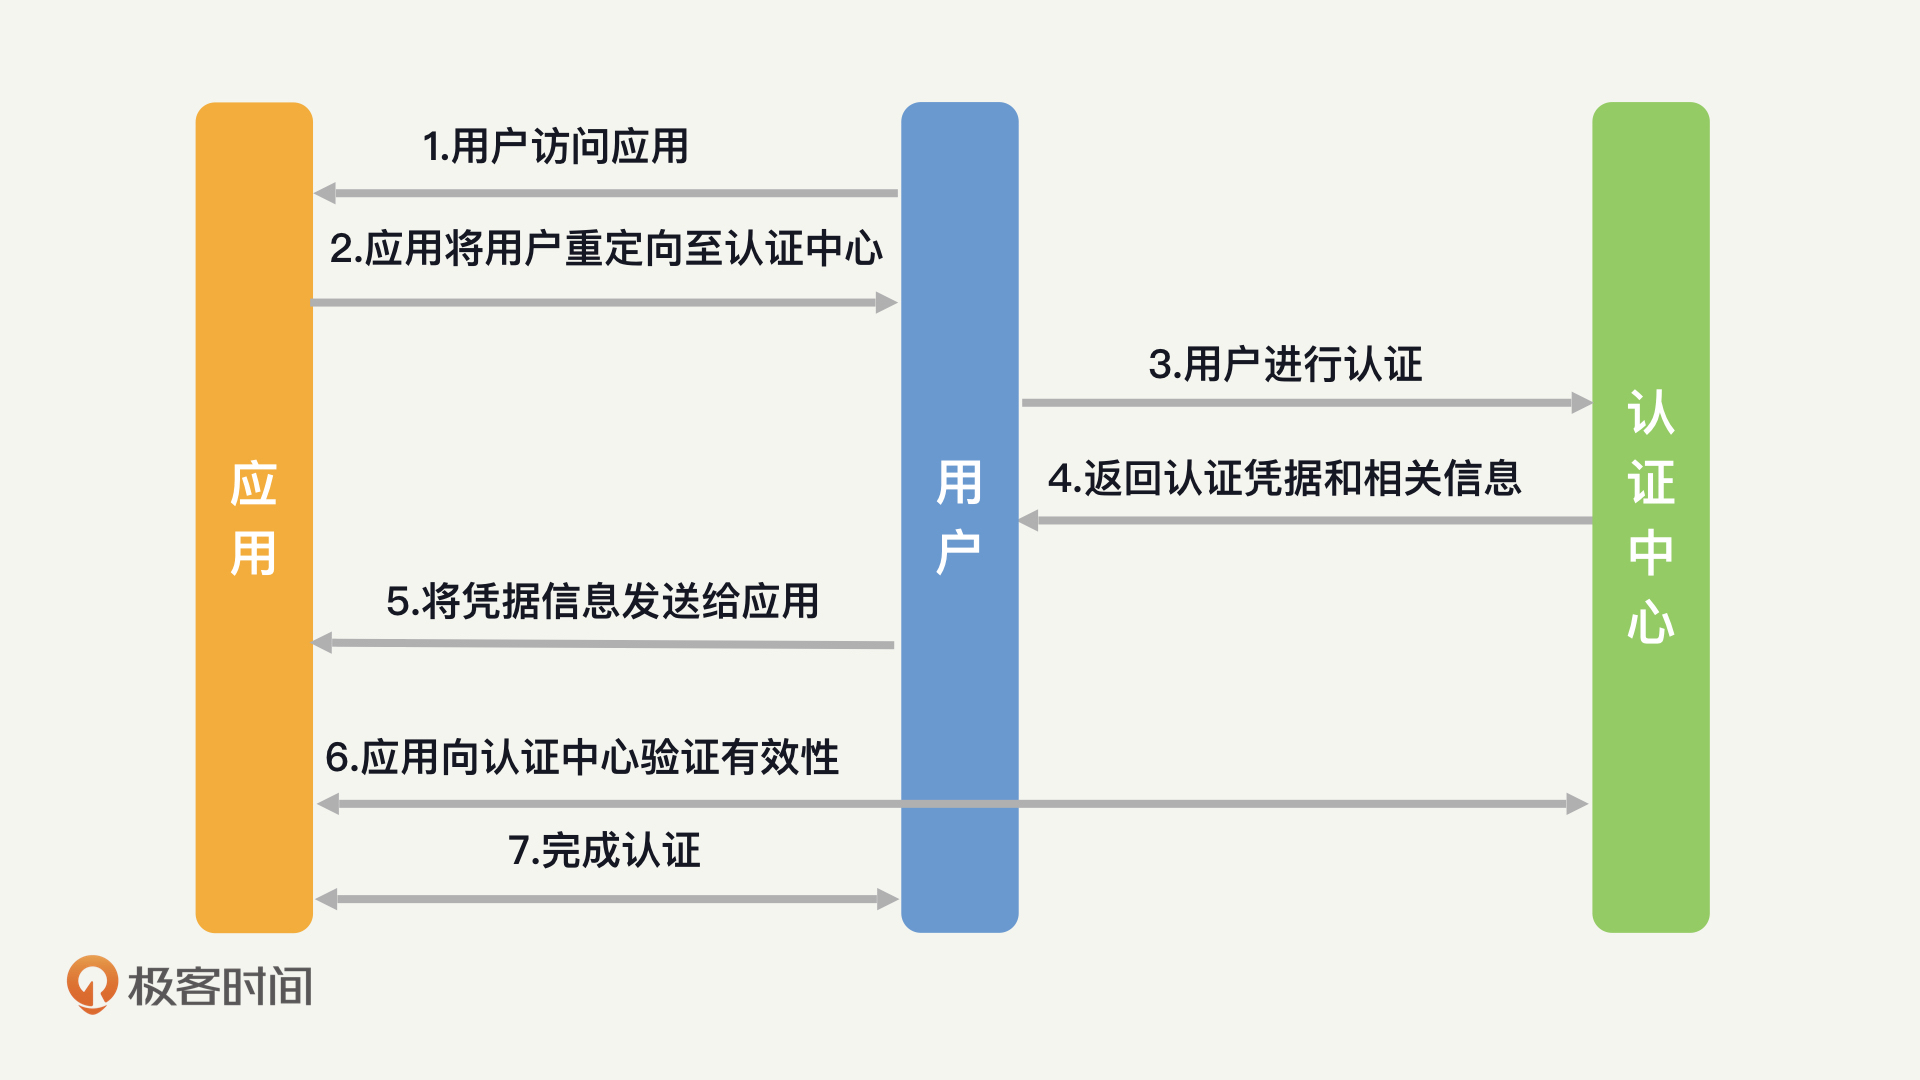 1.用户访问应用
2.应用将用户重定向至认证中心
3.用户进行认证
4.返回认证凭据和相关信息
应用
用户
认证中心
5.将凭据信息发送给应用
6.应用向认证中心验证有效性
7.完成认证
极客时间